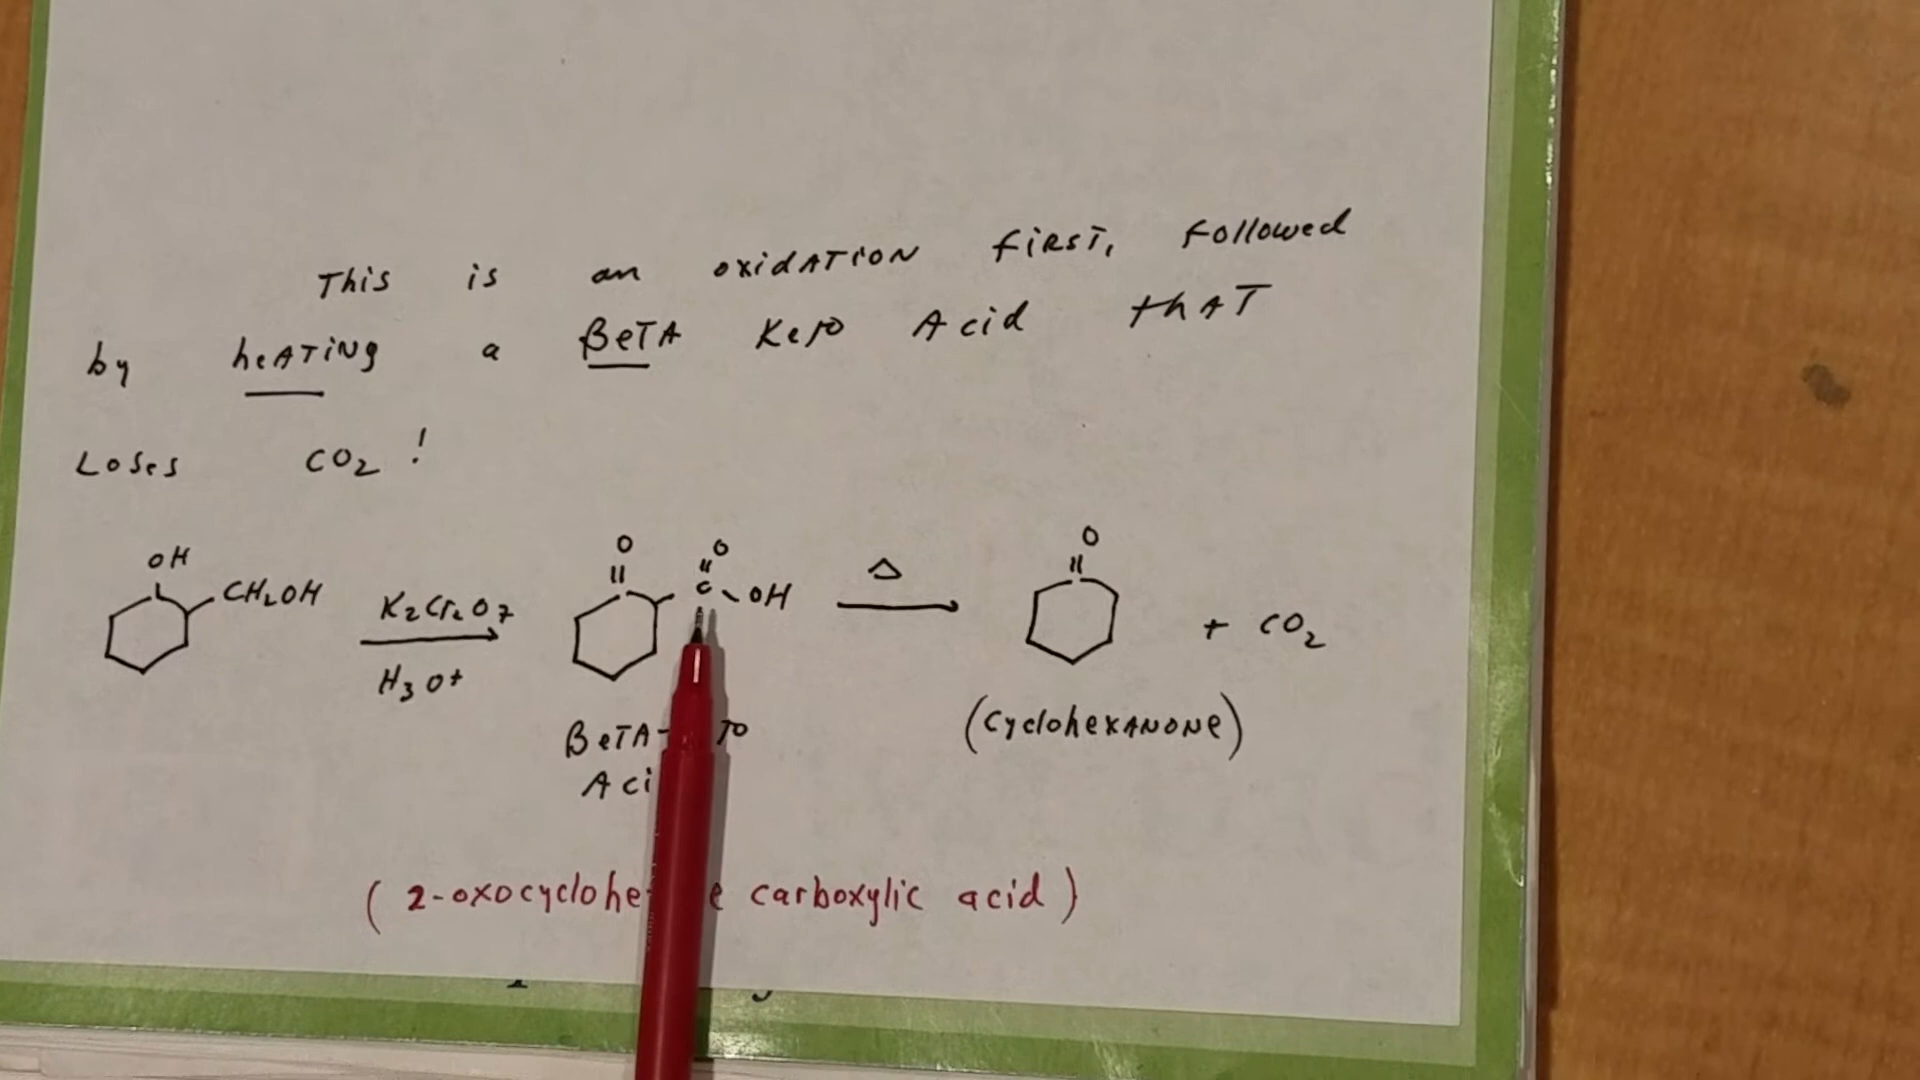 This is an oxidATION FIRST, Followed
by heATiNg a BeTA Keto Acid thAT
Loses CO2 !
OH
CH2OH
K2Cr2O7
H3O+
O
O
C OH
Δ
O
+ CO2
BeTA-
Aci
(cyclohexANONE)
(2-oxocyclohe e carboxylic acid)